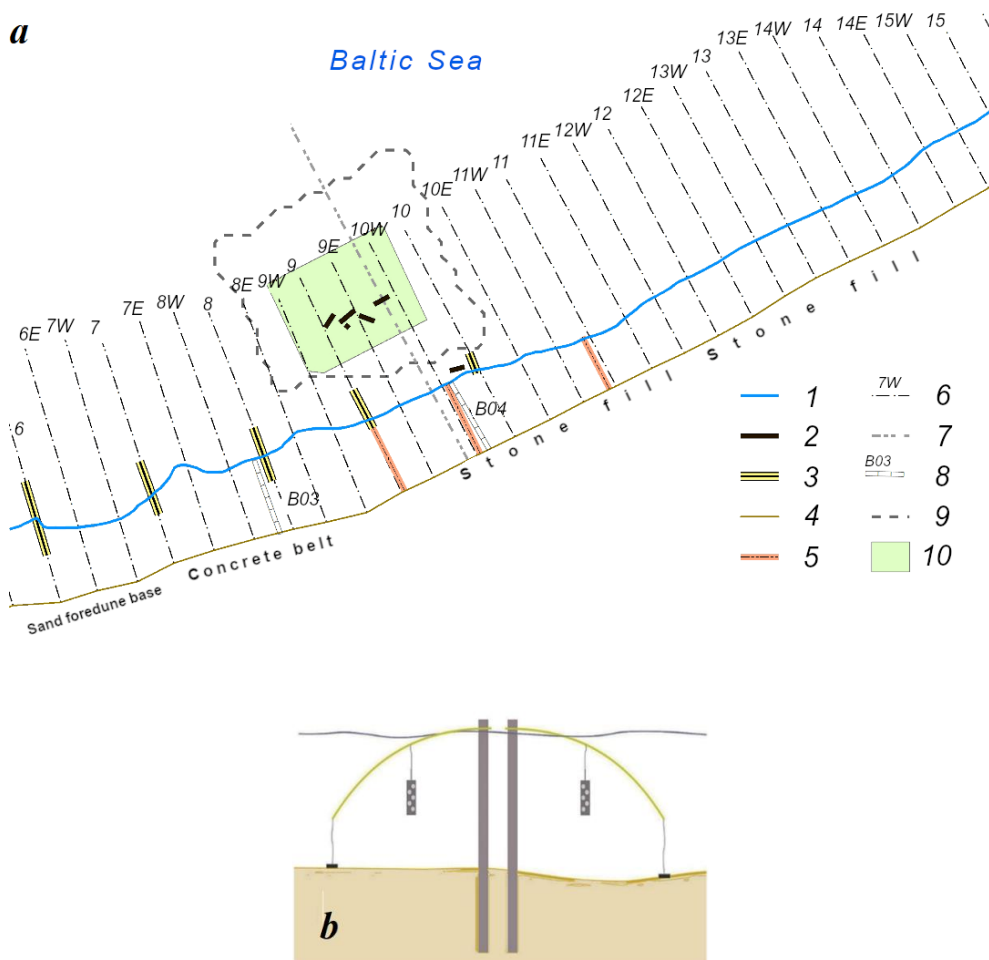 a
Baltic Sea
6
6E
7W
7
7E
8W
8
8E
9W
9
9E
10W
10
10E
11W
11
11E
12W
12
12E
13W
13
13E
14W
14
14E
15W
15
B03
B04
Sand foredune base
Concrete belt
Stone fill
Stone fill
1
2
3
4
5
7W 6
7
B03 8
9
10
b